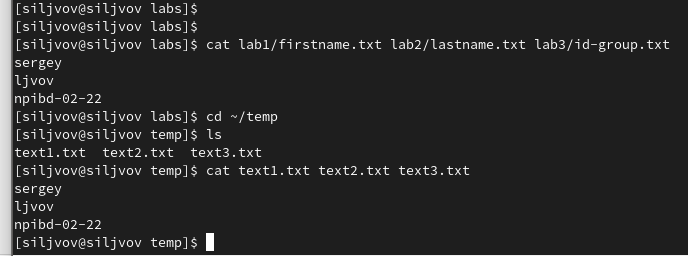 [siljvov@siljvov labs]$
[siljvov@siljvov labs]$
[siljvov@siljvov labs]$ cat lab1/firstname.txt lab2/lastname.txt lab3/id-group.txt
sergey
ljvov
npibd-02-22
[siljvov@siljvov labs]$ cd ~/temp
[siljvov@siljvov temp]$ ls
text1.txt  text2.txt  text3.txt
[siljvov@siljvov temp]$ cat text1.txt text2.txt text3.txt
sergey
ljvov
npibd-02-22
[siljvov@siljvov temp]$